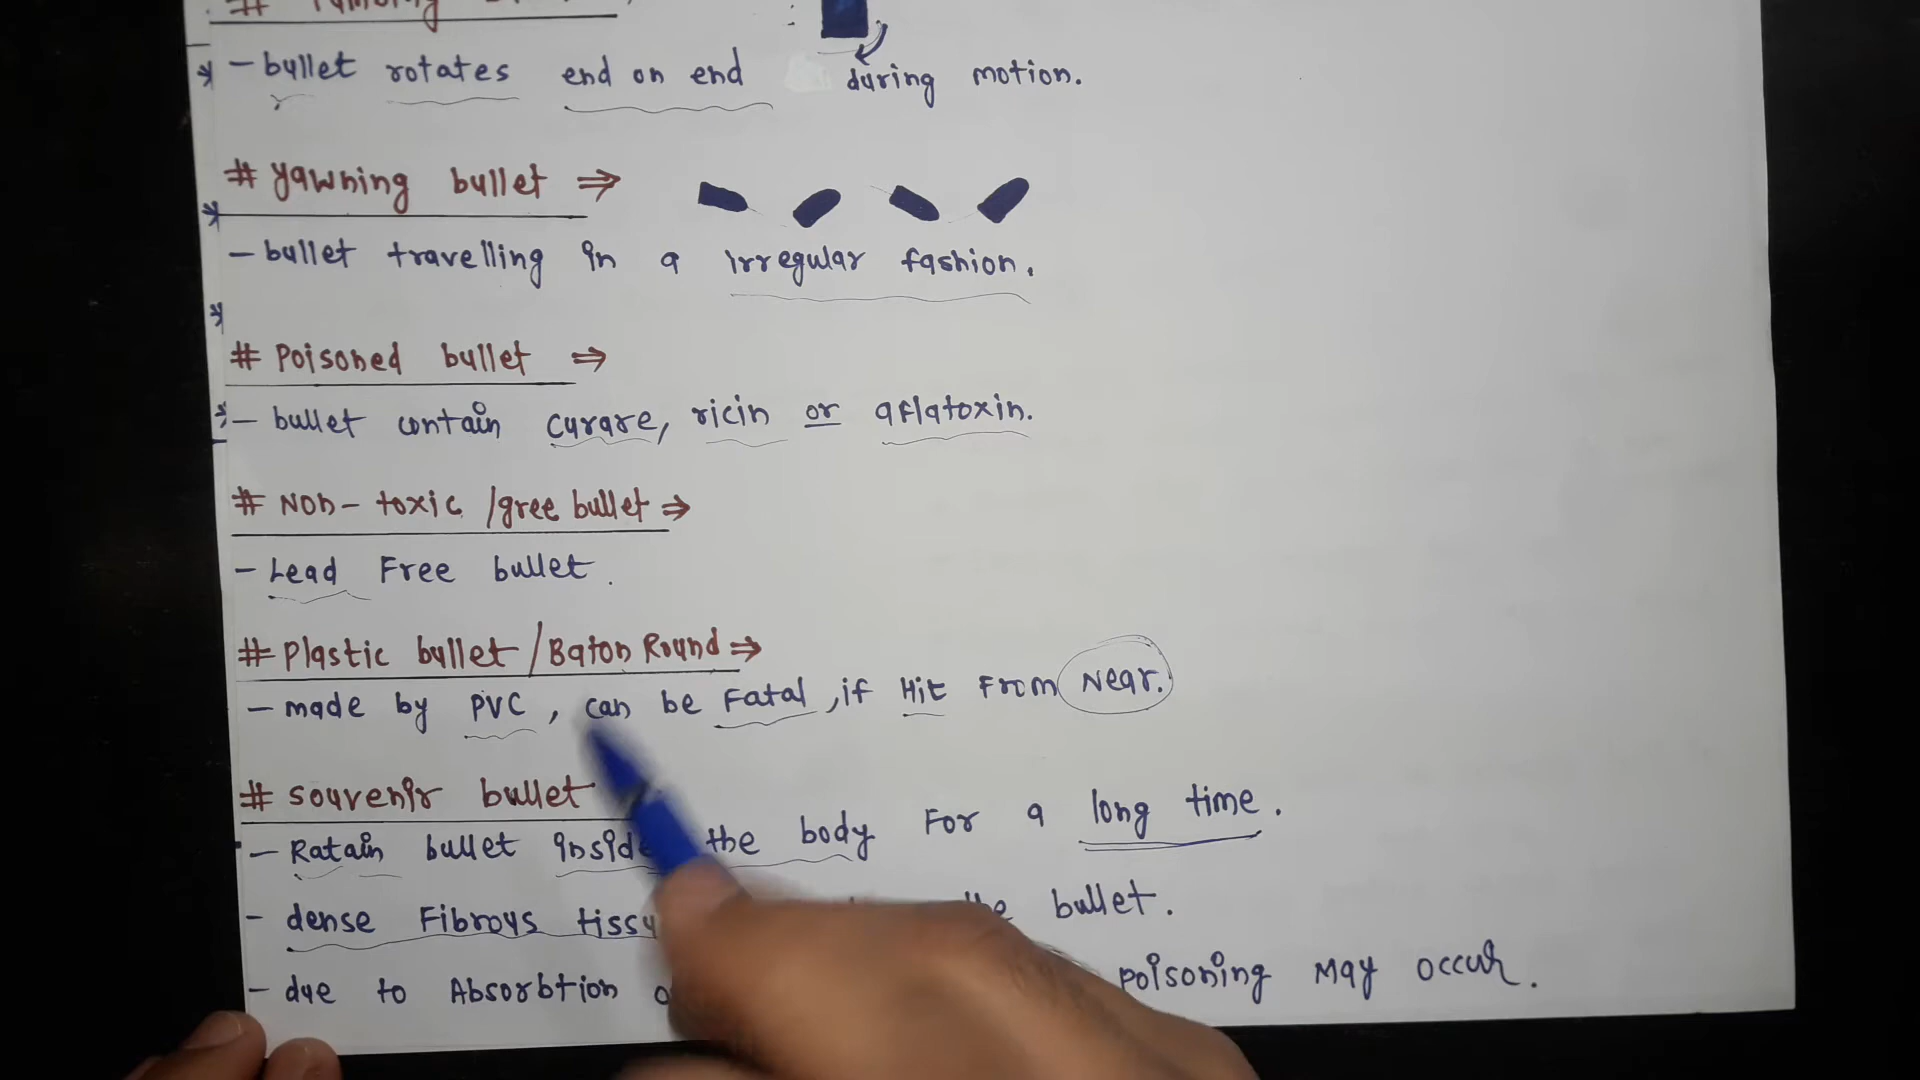 - bullet rotates end on end during motion.
# Yawning bullet ⇒
- bullet travelling in a irregular fashion.
# Poisoned bullet ⇒
- bullet contain curare, ricin or aflatoxin.
# Non-toxic /gree bullet ⇒
- Lead Free bullet.
# Plastic bullet / Baton Round ⇒
- made by PVC, can be Fatal, if Hit From Near.
# souvenir bullet
- Ratain bullet inside the body For a long time.
- dense Fibrous bullet.
- due to Absorbtion poisoning May occur.